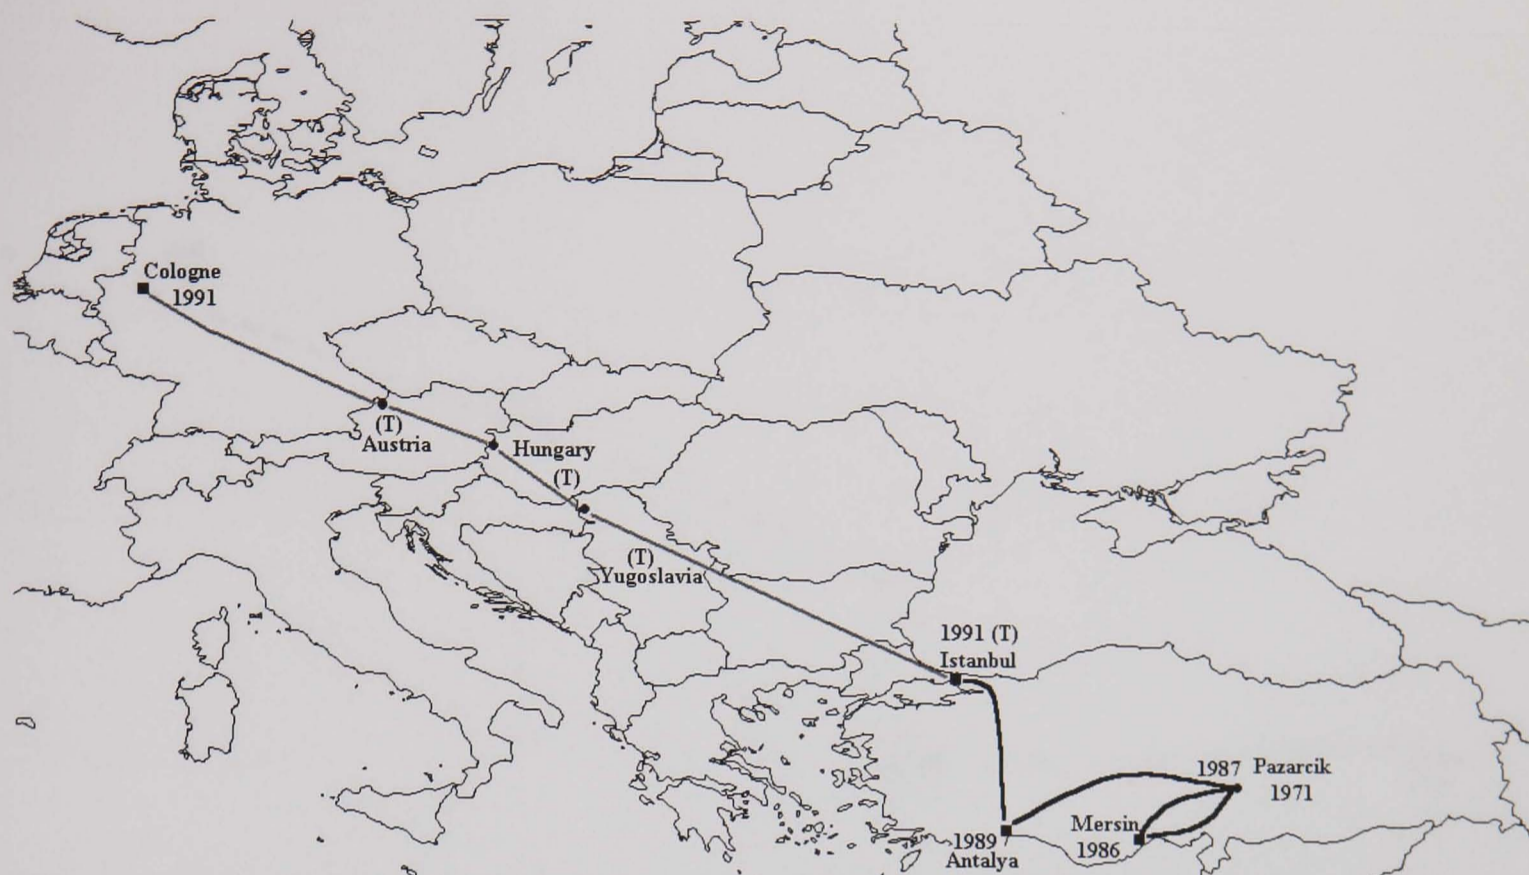 Cologne
1991
(T)
Austria
Hungary
(T)
(T)
Yugoslavia
1991 (T)
Istanbul
1987 Pazarcik
1971
Mersin
1986
1989
Antalya